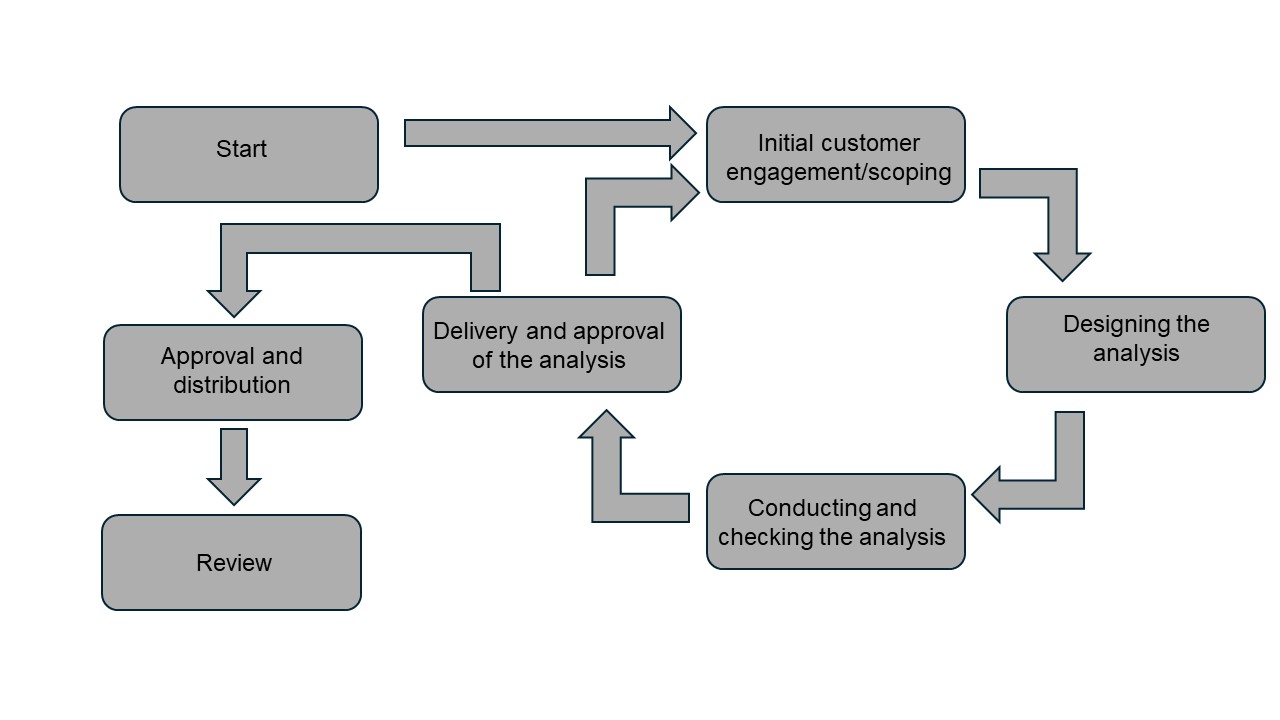 Start
Initial customer
engagement/scoping
Designing the
analysis
Conducting and
checking the analysis
Delivery and approval
of the analysis
Approval and
distribution
Review